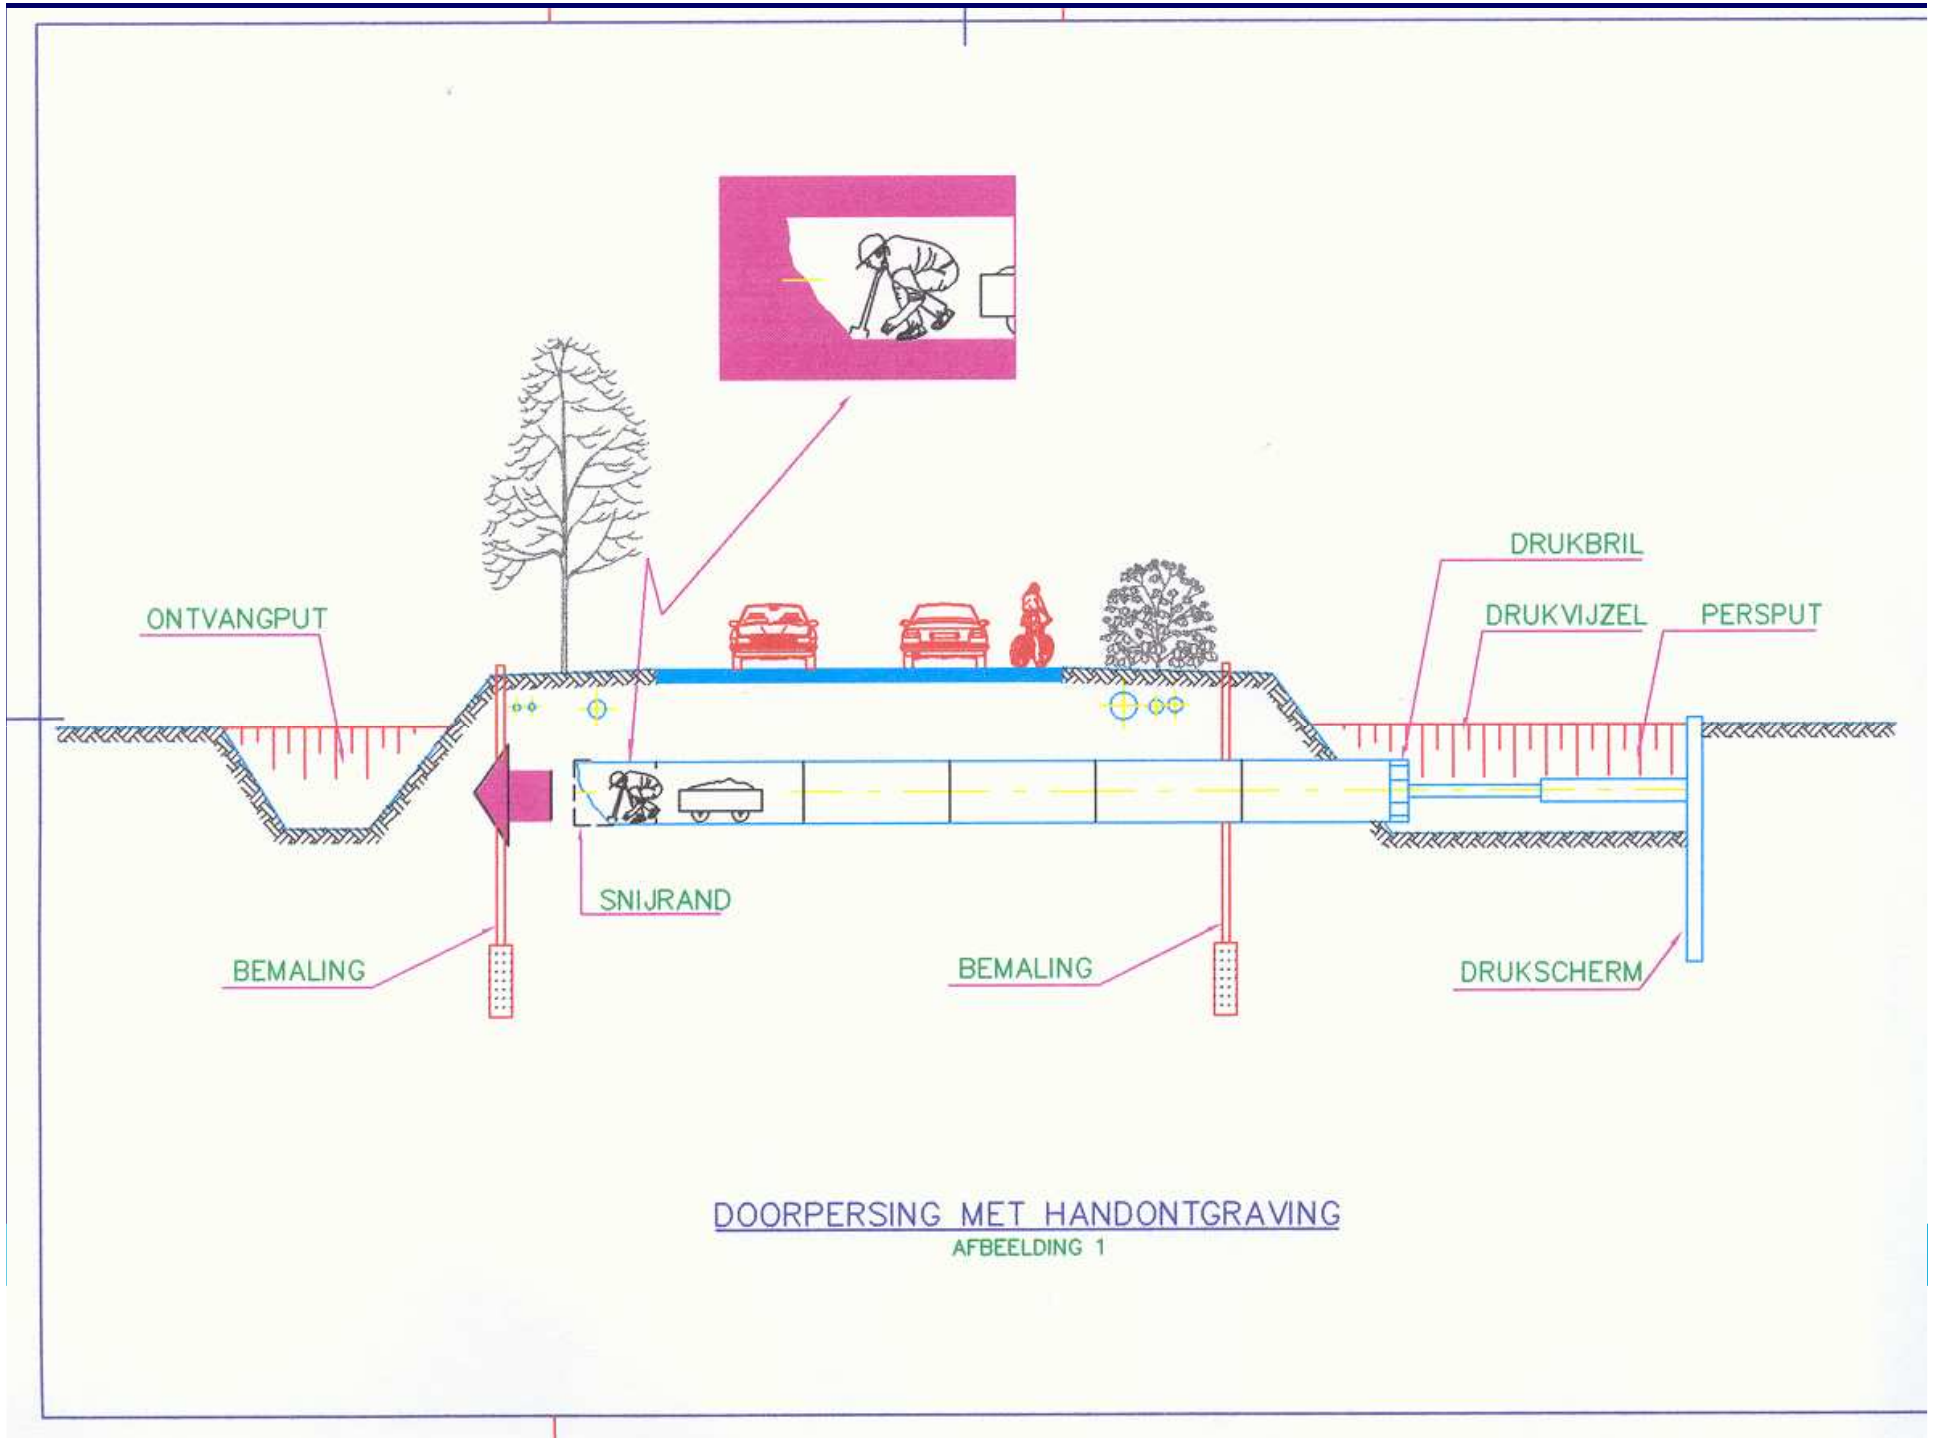 DRUKBRIL
ONTVANGPUT
DRUKVIJZEL PERSPUT
SNIJRAND
BEMALING
BEMALING
DRUKSCHERM
DOORPERSING MET HANDONTGRAVING
AFBEELDING 1